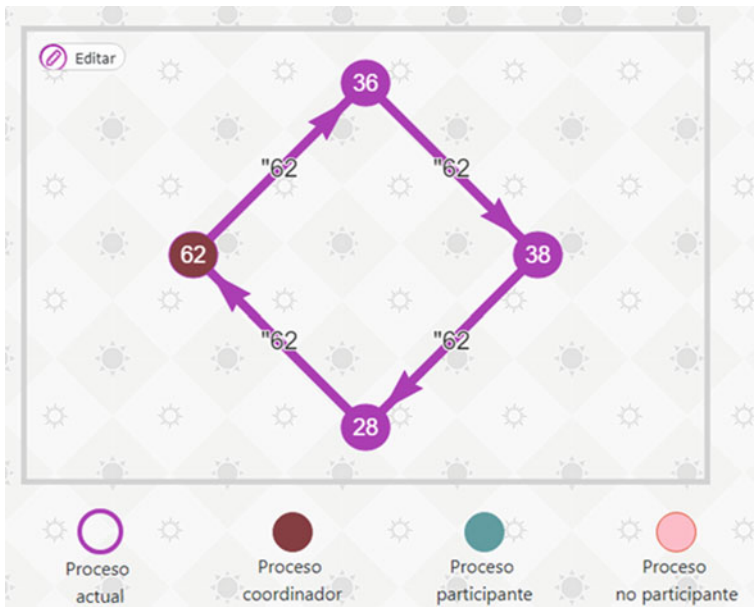 Editar
36
"62
"62
62
38
"62
"62
28
Proceso
actual
Proceso
coordinador
Proceso
participante
Proceso
no participante